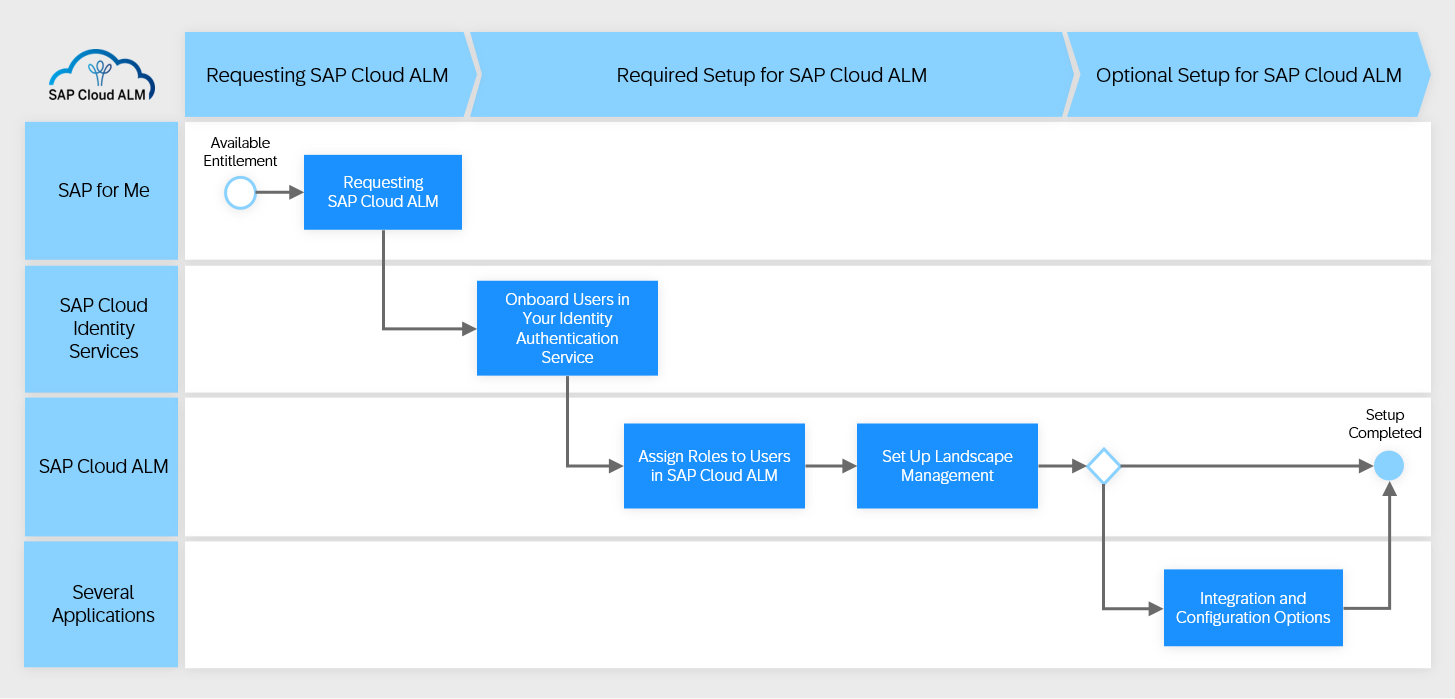 SAP Cloud ALM
Requesting SAP Cloud ALM
Required Setup for SAP Cloud ALM
Optional Setup for SAP Cloud ALM
SAP for Me
Available
Entitlement
Requesting
SAP Cloud ALM
SAP Cloud
Identity
Services
Onboard Users in
Your Identity
Authentication
Service
SAP Cloud ALM
Assign Roles to Users
in SAP Cloud ALM
Set Up Landscape
Management
Setup
Completed
Several
Applications
Integration and
Configuration Options